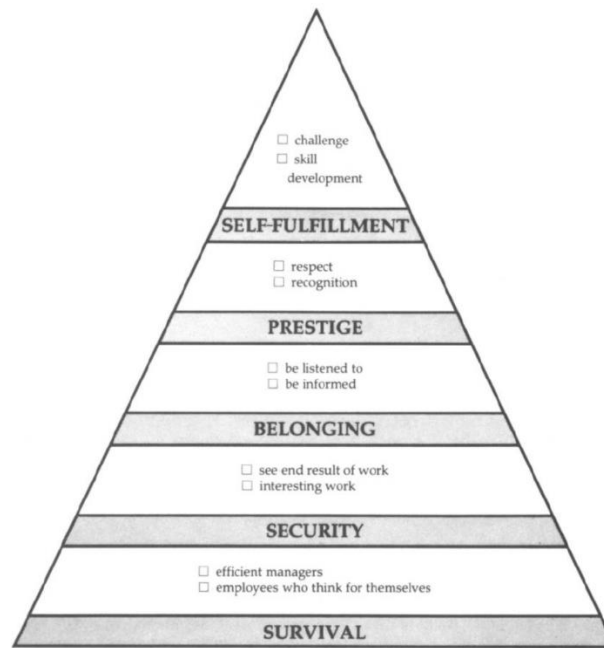 ☐ challenge
☐ skill
development
SELF-FULFILLMENT
☐ respect
☐ recognition
PRESTIGE
☐ be listened to
☐ be informed
BELONGING
☐ see end result of work
☐ interesting work
SECURITY
☐ efficient managers
☐ employees who think for themselves
SURVIVAL